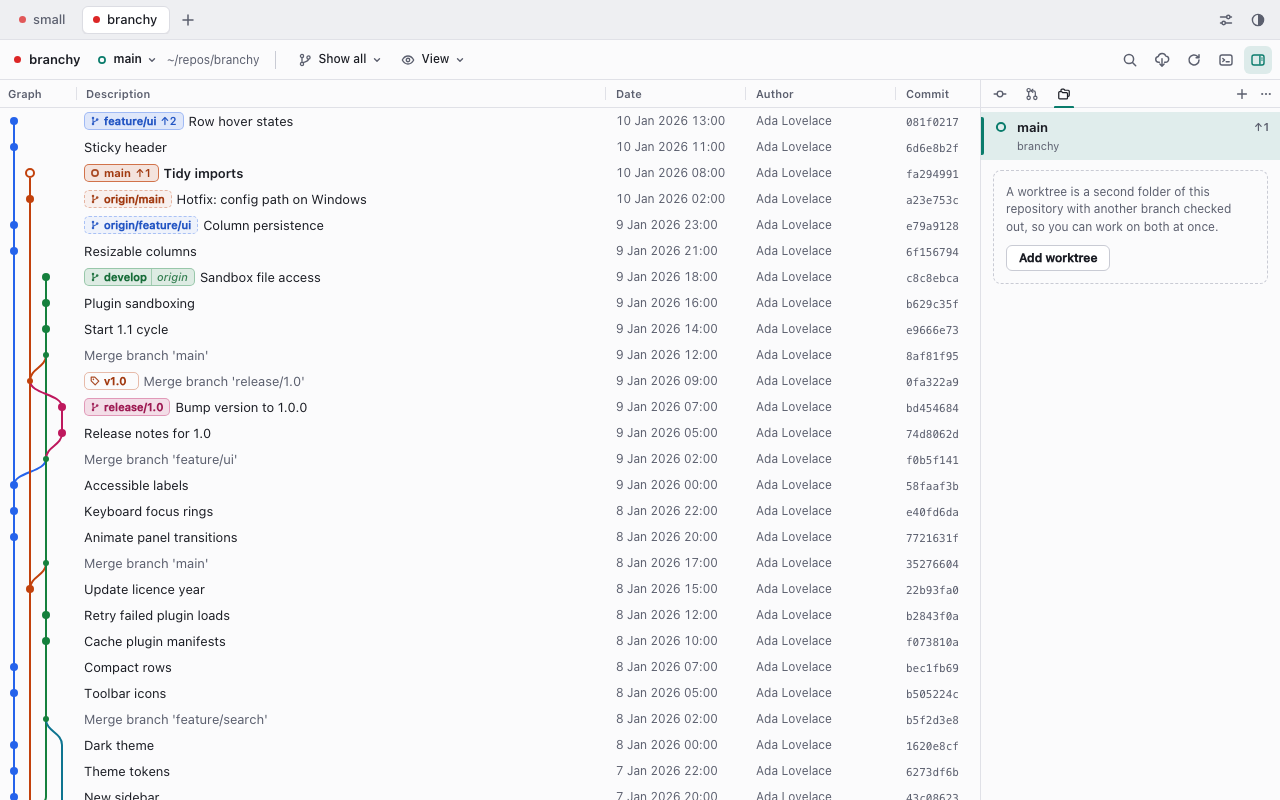 small branchy
branchy main ~/repos/branchy Show all View
Graph Description Date Author Commit
feature/ui ↑2 Row hover states 10 Jan 2026 13:00 Ada Lovelace 081f0217
Sticky header 10 Jan 2026 11:00 Ada Lovelace 6d6e8b2f
main ↑1 Tidy imports 10 Jan 2026 08:00 Ada Lovelace fa294991
origin/main Hotfix: config path on Windows 10 Jan 2026 02:00 Ada Lovelace a23e753c
origin/feature/ui Column persistence 9 Jan 2026 23:00 Ada Lovelace e79a9128
Resizable columns 9 Jan 2026 21:00 Ada Lovelace 6f156794
develop origin Sandbox file access 9 Jan 2026 18:00 Ada Lovelace c8c8ebca
Plugin sandboxing 9 Jan 2026 16:00 Ada Lovelace b629c35f
Start 1.1 cycle 9 Jan 2026 14:00 Ada Lovelace e9666e73
Merge branch 'main' 9 Jan 2026 12:00 Ada Lovelace 8af81f95
v1.0 Merge branch 'release/1.0' 9 Jan 2026 09:00 Ada Lovelace 0fa322a9
release/1.0 Bump version to 1.0.0 9 Jan 2026 07:00 Ada Lovelace bd454684
Release notes for 1.0 9 Jan 2026 05:00 Ada Lovelace 74d8062d
Merge branch 'feature/ui' 9 Jan 2026 02:00 Ada Lovelace f0b5f141
Accessible labels 9 Jan 2026 00:00 Ada Lovelace 58faaf3b
Keyboard focus rings 8 Jan 2026 22:00 Ada Lovelace e40fd6da
Animate panel transitions 8 Jan 2026 20:00 Ada Lovelace 7721631f
Merge branch 'main' 8 Jan 2026 17:00 Ada Lovelace 35276604
Update licence year 8 Jan 2026 15:00 Ada Lovelace 22b93fa0
Retry failed plugin loads 8 Jan 2026 12:00 Ada Lovelace b2843f0a
Cache plugin manifests 8 Jan 2026 10:00 Ada Lovelace f073810a
Compact rows 8 Jan 2026 07:00 Ada Lovelace bec1fb69
Toolbar icons 8 Jan 2026 05:00 Ada Lovelace b505224c
Merge branch 'feature/search' 8 Jan 2026 02:00 Ada Lovelace b5f2d3e8
Dark theme 8 Jan 2026 00:00 Ada Lovelace 1620e8cf
Theme tokens 7 Jan 2026 22:00 Ada Lovelace 6273df6b
New sidebar 7 Jan 2026 20:00 Ada Lovelace 43c08623
main ↑1
branchy
A worktree is a second folder of this
repository with another branch checked
out, so you can work on both at once.
Add worktree